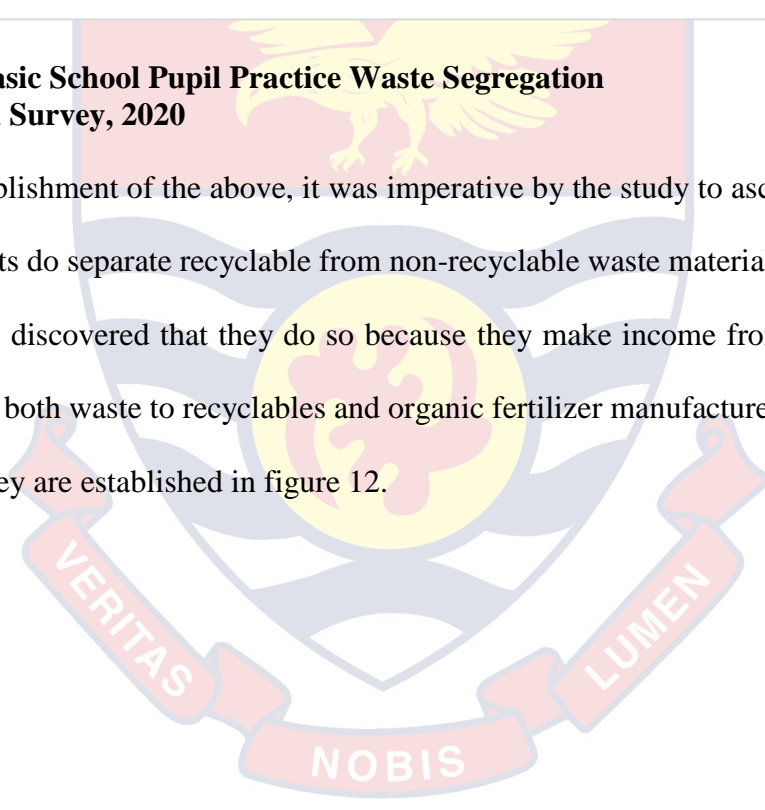 asic School Pupil Practice Waste Segregation
Survey, 2020
blishment of the above, it was imperative by the study to asc
ts do separate recyclable from non-recyclable waste material
discovered that they do so because they make income fro
both waste to recyclables and organic fertilizer manufacture
ey are established in figure 12.
VERITAS
NOBIS
LUMEN